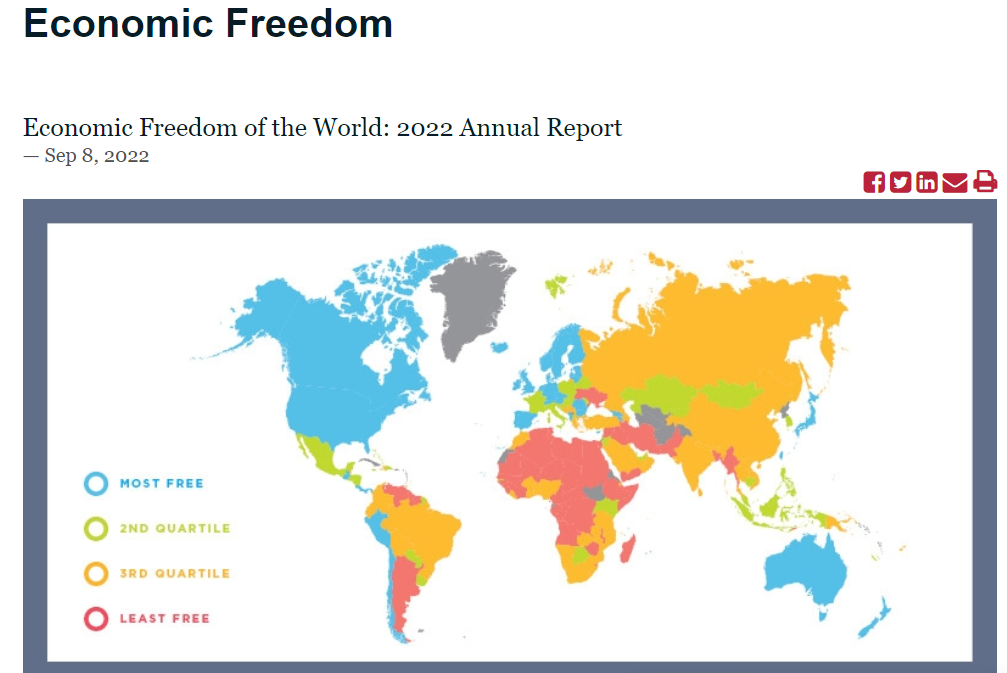 Economic Freedom
Economic Freedom of the World: 2022 Annual Report
— Sep 8, 2022
MOST FREE
2ND QUARTILE
3RD QUARTILE
LEAST FREE